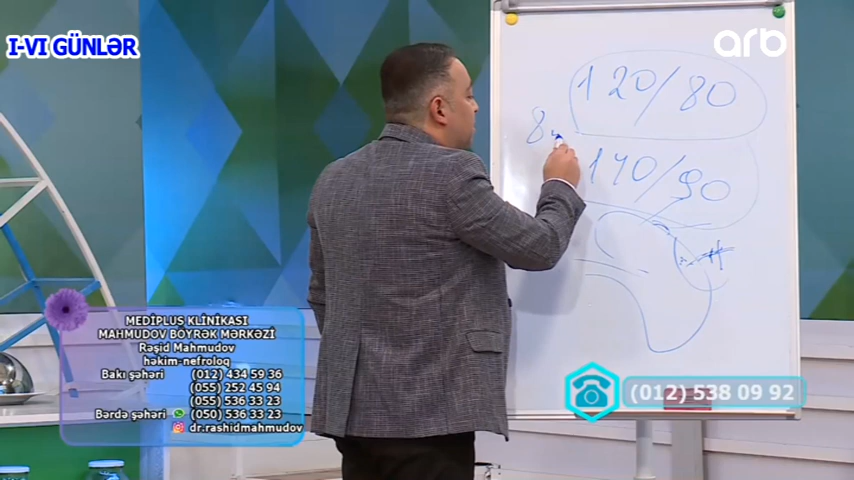 I-VI GÜNLƏR
arb
120/80
8
140/90
MEDİPLUS KLİNİKASI
MAHMUDOV BÖYRƏK MƏRKƏZİ
Rəşid Mahmudov
həkim-nefroloq
Bakı şəhəri (012) 434 59 36
(055) 252 45 94
(055) 536 33 23
Bərdə şəhəri (050) 536 33 23
dr.rashidmahmudov
(012) 538 09 92